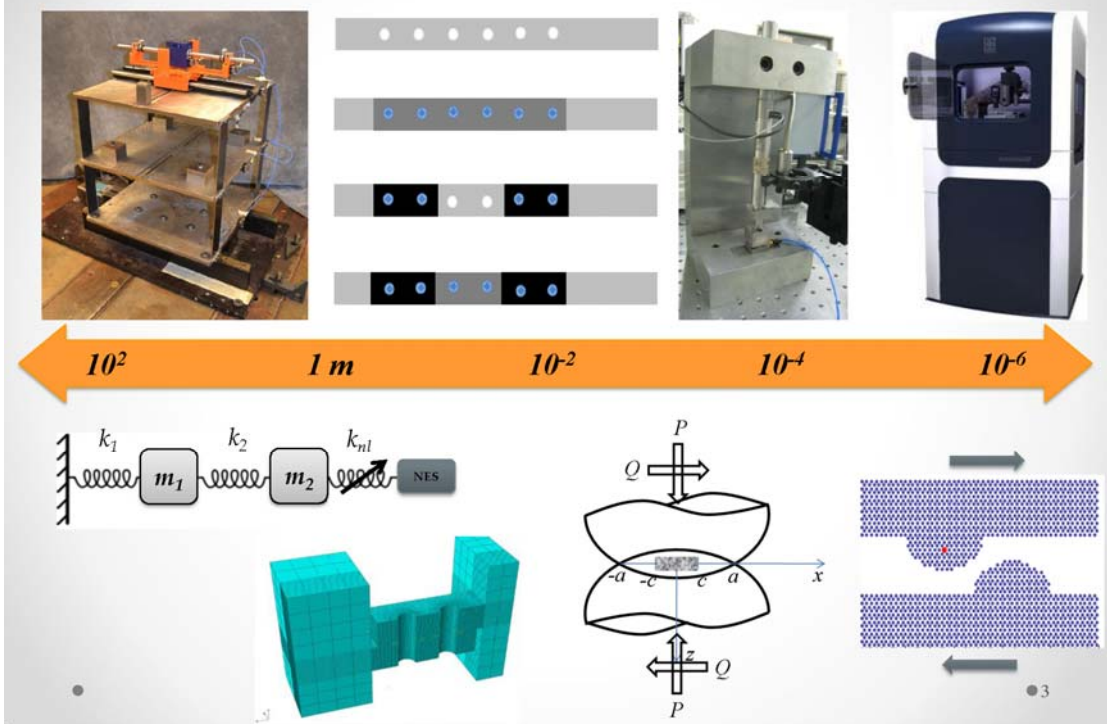 10² 1 m 10⁻² 10⁻⁴ 10⁻⁶
k₁ k₂ kₙₗ
m₁ m₂ NES
P
Q
-a -c c a x
z Q
P
3